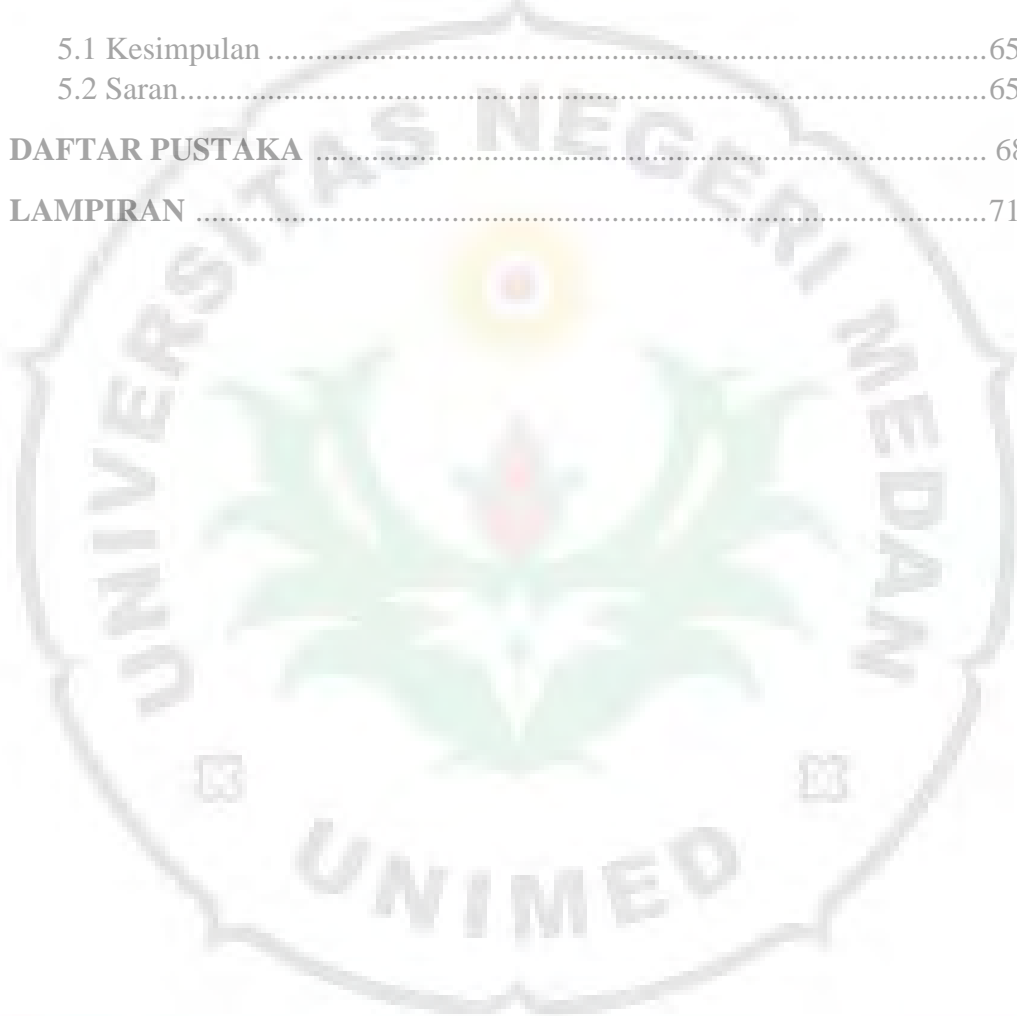 5.1 Kesimpulan ........................................................................................... 65
5.2 Saran...................................................................................................... 65
DAFTAR PUSTAKA .................................................................................... 68
LAMPIRAN ................................................................................................... 71
UNIVERSITAS NEGERI MEDAN
UNIMED